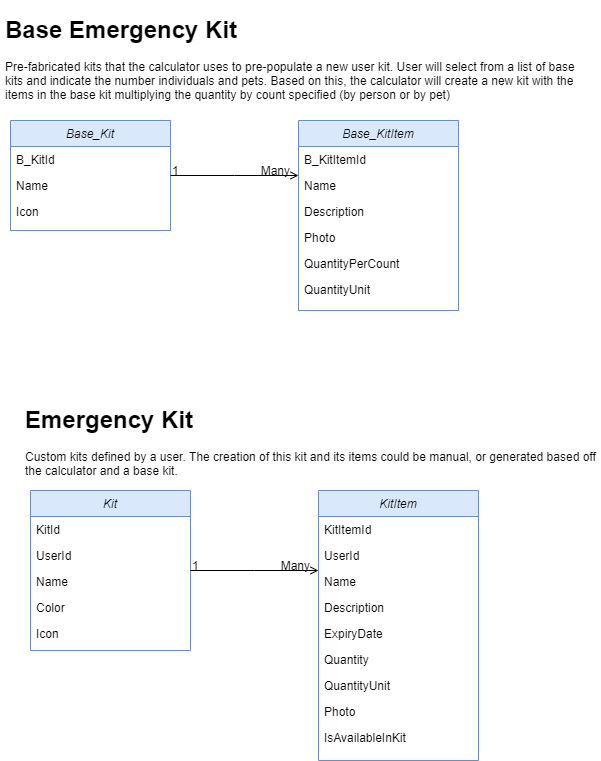 Base Emergency Kit
Pre-fabricated kits that the calculator uses to pre-populate a new user kit. User will select from a list of base
kits and indicate the number individuals and pets. Based on this, the calculator will create a new kit with the
items in the base kit multiplying the quantity by count specified (by person or by pet)
Base_Kit
B_KitId
Name
Icon
1
Many
Base_KitItem
B_KitItemId
Name
Description
Photo
QuantityPerCount
QuantityUnit
Emergency Kit
Custom kits defined by a user. The creation of this kit and its items could be manual, or generated based off
the calculator and a base kit.
Kit
KitId
UserId
Name
Color
Icon
1
Many
KitItem
KitItemId
UserId
Name
Description
ExpiryDate
Quantity
QuantityUnit
Photo
IsAvailableInKit